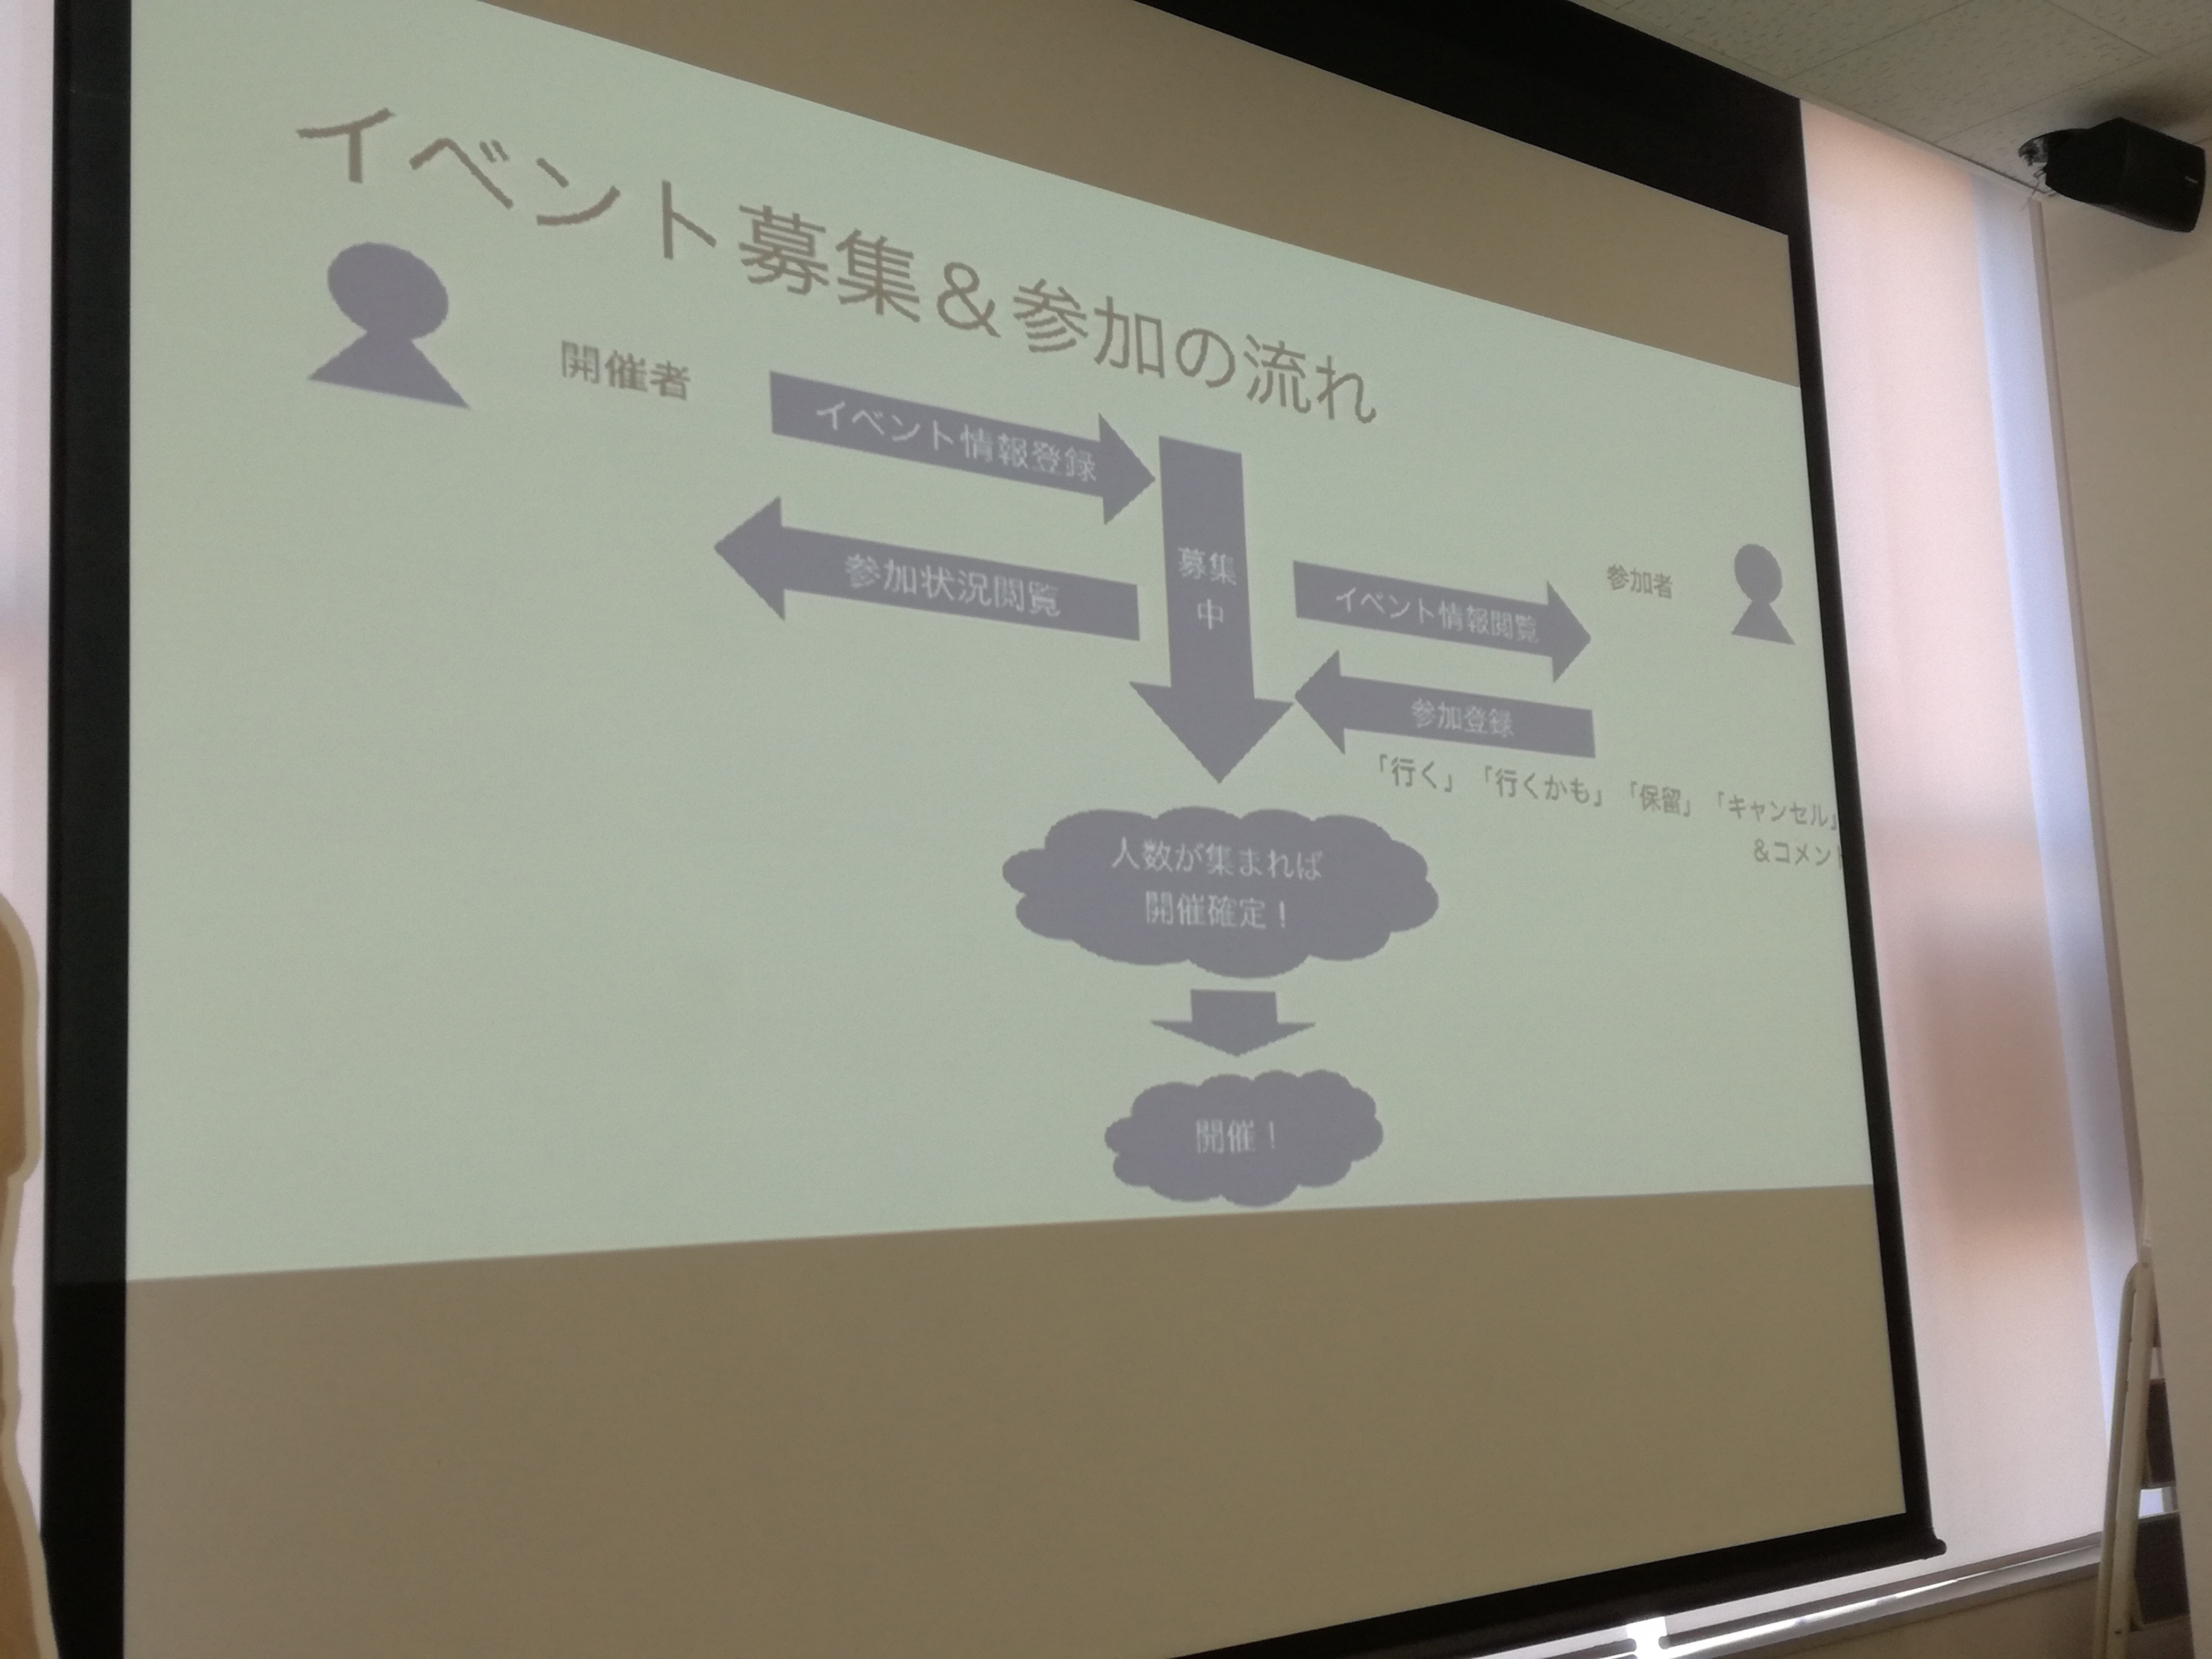 イベント募集&参加の流れ
開催者
イベント情報登録
参加状況閲覧
募集
中
イベント情報閲覧
参加者
参加登録
「行く」「行くかも」「保留」「キャンセル」
&コメント
人数が集まれば
開催確定!
開催!